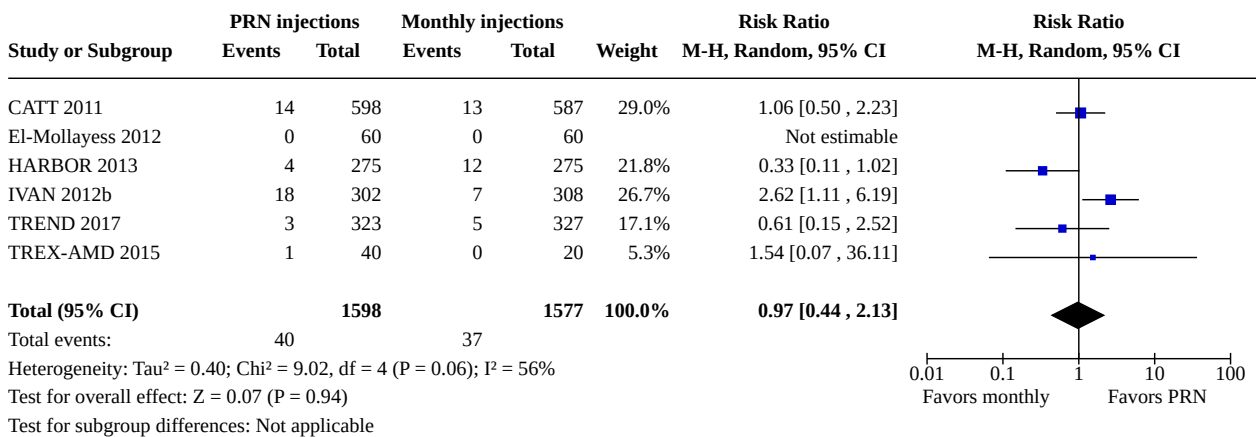 PRN injections Monthly injections Risk Ratio Risk Ratio
Study or Subgroup Events Total Events Total Weight M-H, Random, 95% CI M-H, Random, 95% CI
CATT 2011 14 598 13 587 29.0% 1.06 [0.50 , 2.23]
El-Mollayess 2012 0 60 0 60 Not estimable
HARBOR 2013 4 275 12 275 21.8% 0.33 [0.11 , 1.02]
IVAN 2012b 18 302 7 308 26.7% 2.62 [1.11 , 6.19]
TREND 2017 3 323 5 327 17.1% 0.61 [0.15 , 2.52]
TREX-AMD 2015 1 40 0 20 5.3% 1.54 [0.07 , 36.11]
Total (95% CI) 1598 1577 100.0% 0.97 [0.44 , 2.13]
Total events: 40 37
Heterogeneity: Tau² = 0.40; Chi² = 9.02, df = 4 (P = 0.06); I² = 56%
0.01 0.1 1 10 100
Test for overall effect: Z = 0.07 (P = 0.94)
Favors monthly Favors PRN
Test for subgroup differences: Not applicable